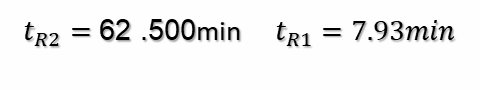 t_{R2} = 62 .500min t_{R1} = 7.93min